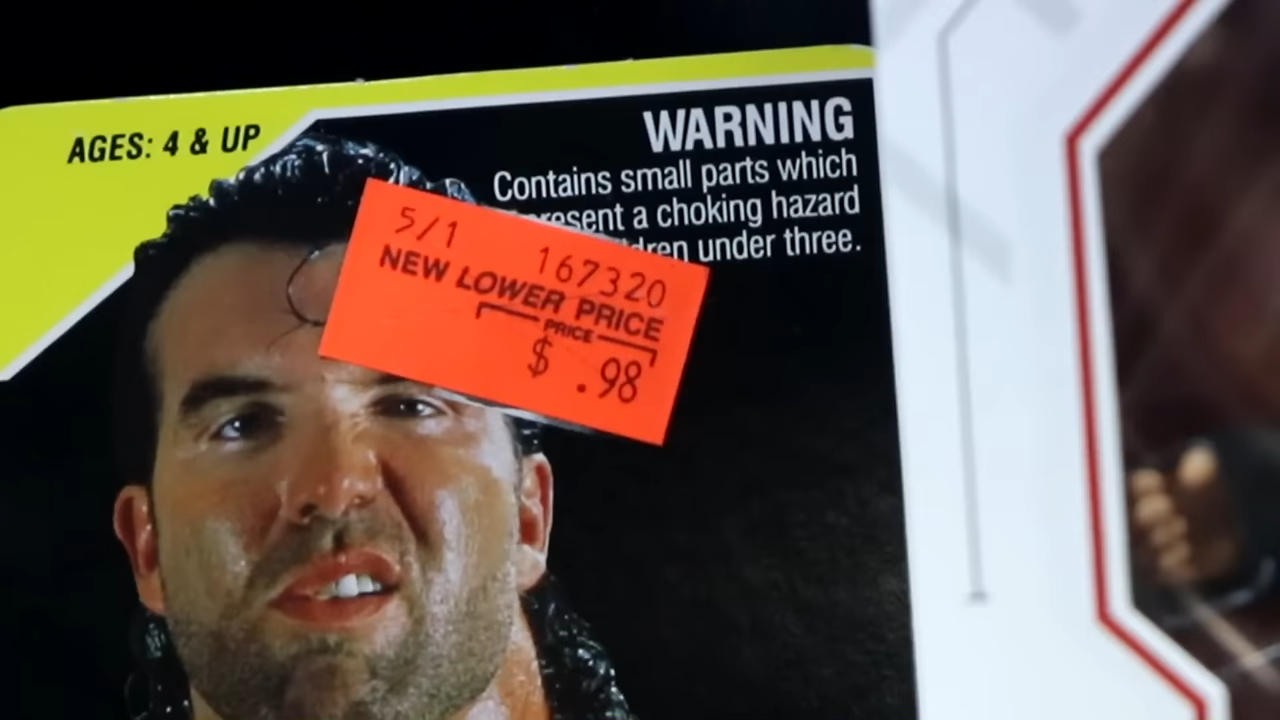 AGES: 4 & UP
WARNING
Contains small parts which
a choking hazard
under three.
5/1
167320
NEW LOWER PRICE
PRICE
$ .98